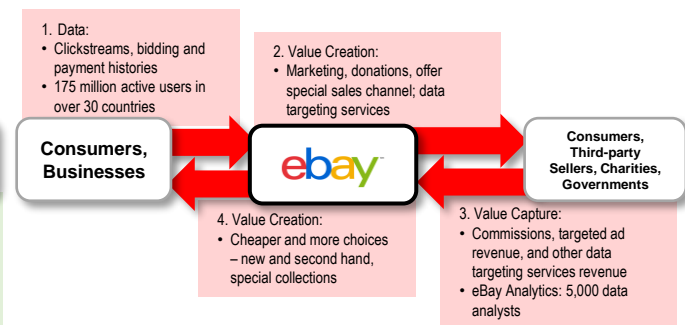 1. Data:
• Clickstreams, bidding and
payment histories
• 175 million active users in
over 30 countries
2. Value Creation:
• Marketing, donations, offer
special sales channel; data
targeting services
Consumers,
Businesses
ebay™
Consumers,
Third-party
Sellers, Charities,
Governments
4. Value Creation:
• Cheaper and more choices
– new and second hand,
special collections
3. Value Capture:
• Commissions, targeted ad
revenue, and other data
targeting services revenue
• eBay Analytics: 5,000 data
analysts